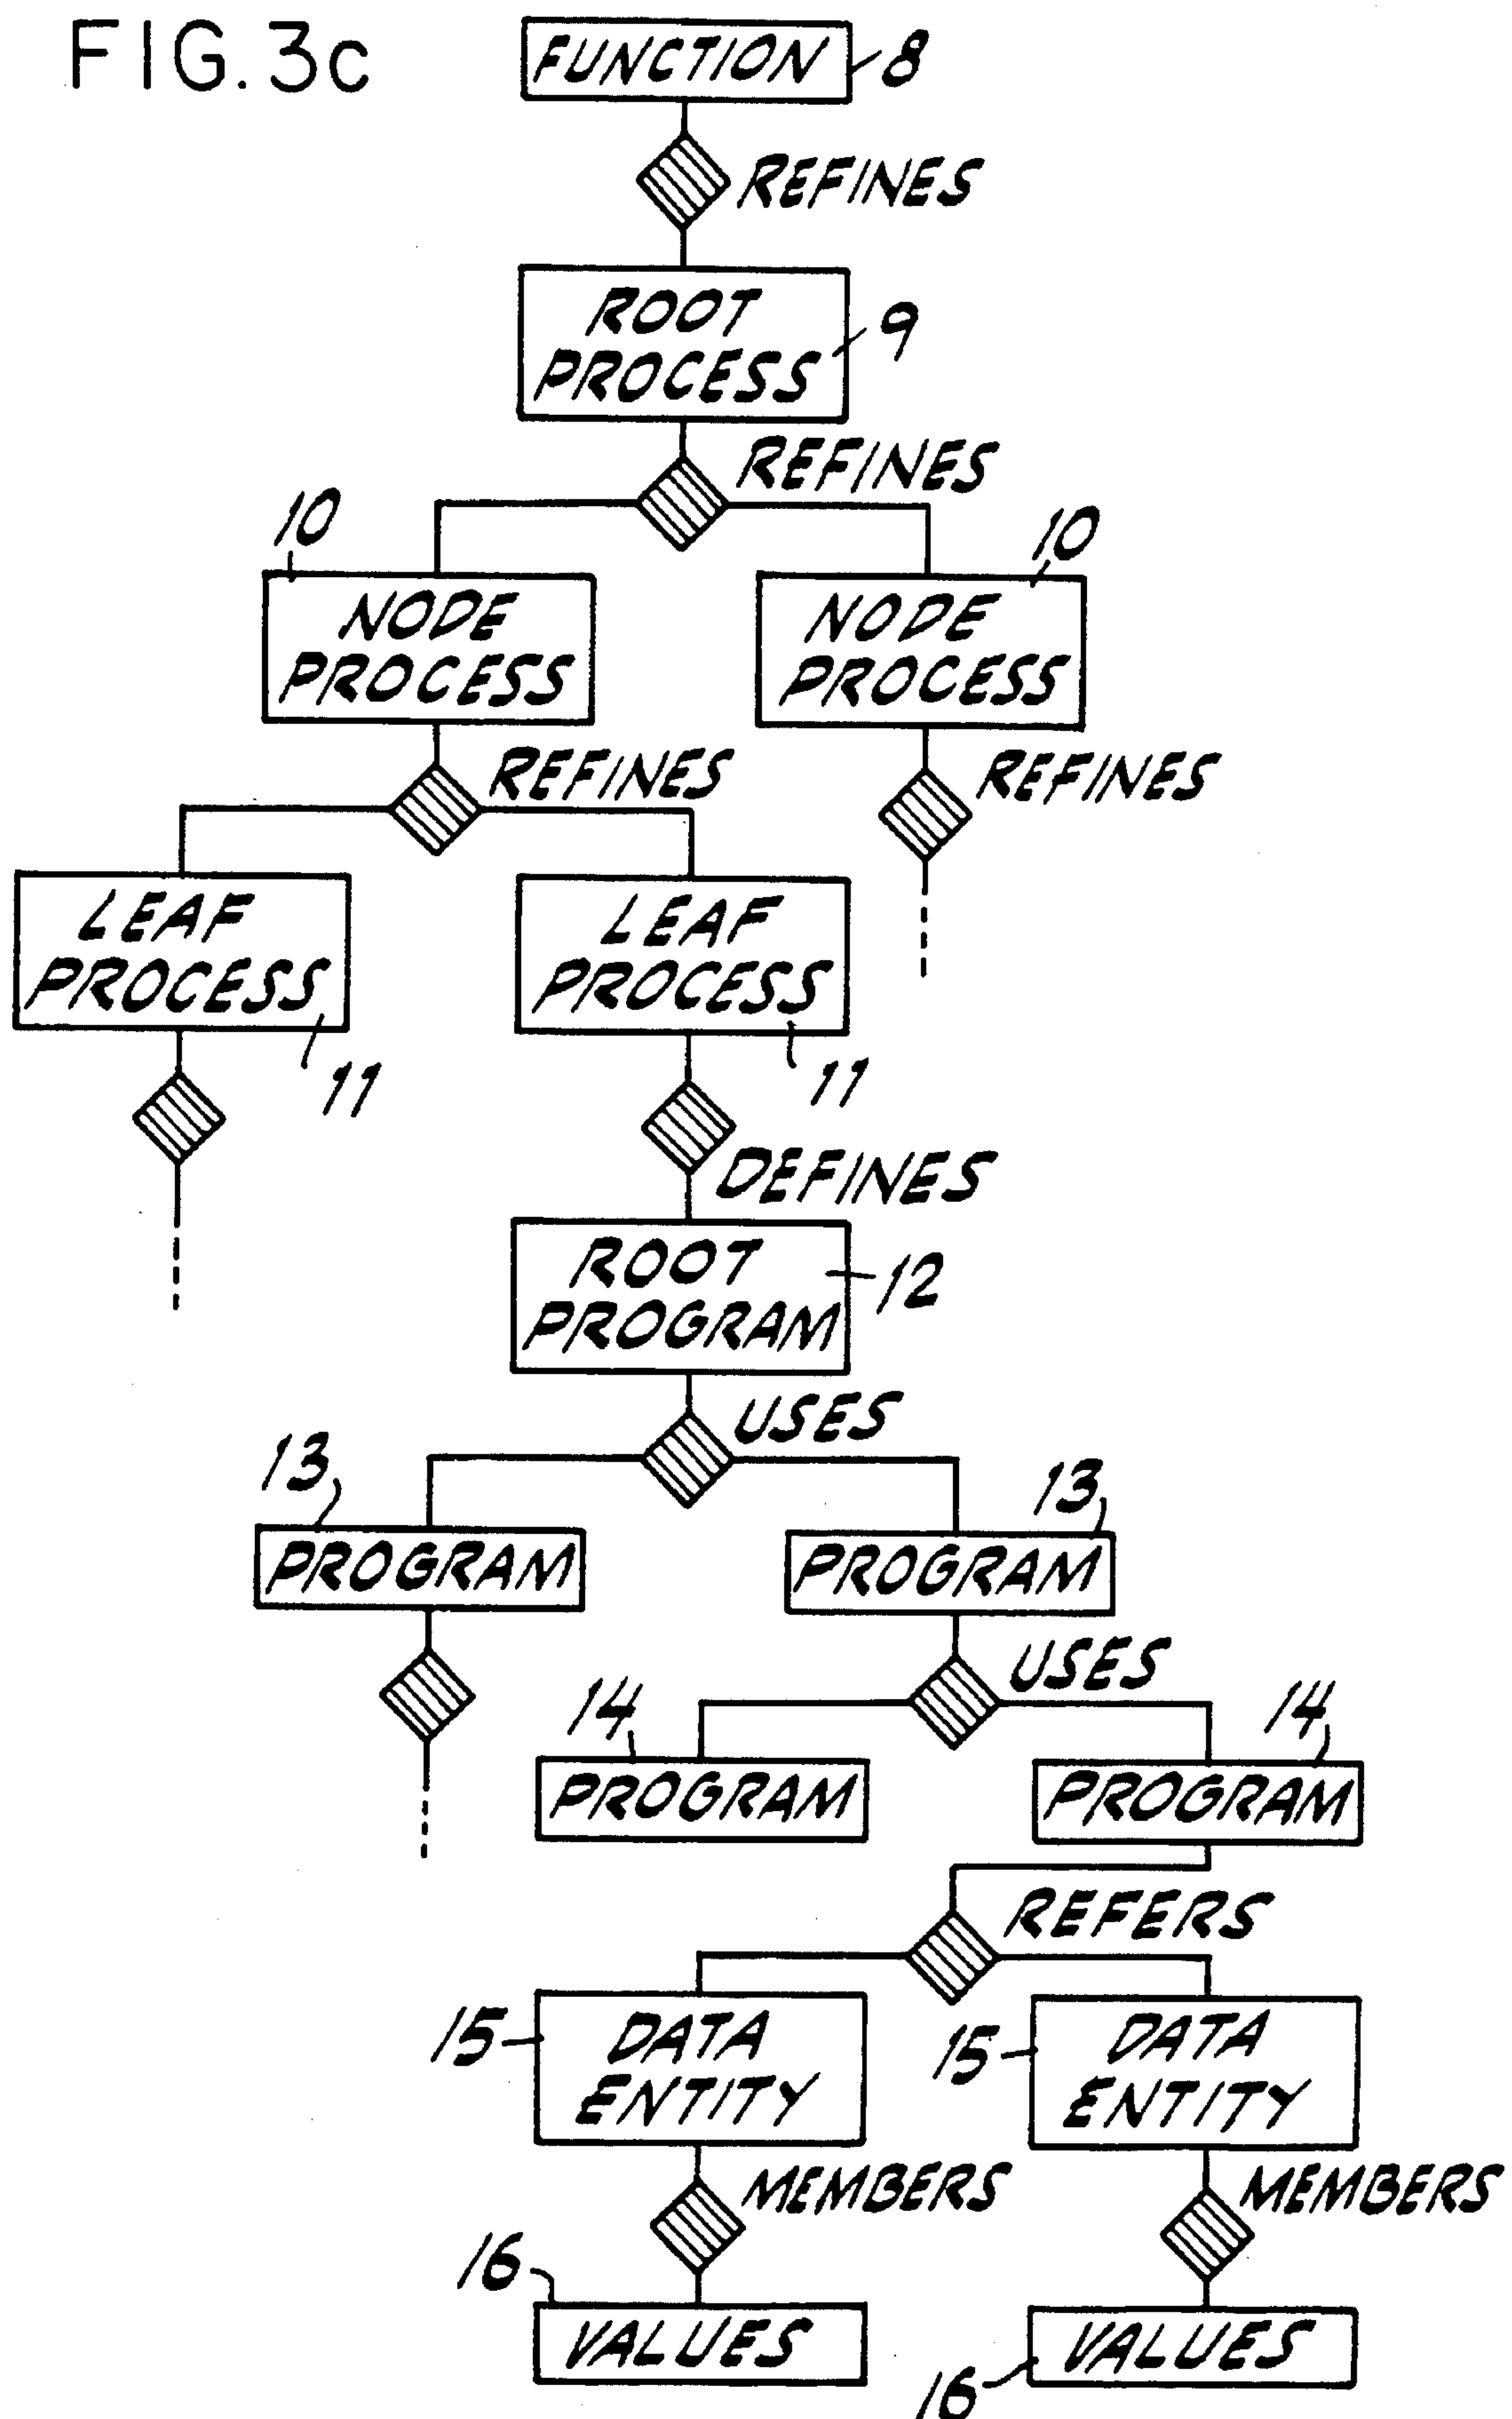 FIG. 3c
FUNCTION
8
REFINES
ROOT
PROCESS
9
REFINES
10
10
NODE
PROCESS
NODE
PROCESS
REFINES
REFINES
LEAF
PROCESS
LEAF
PROCESS
11
11
DEFINES
ROOT
PROGRAM
12
USES
13
13
PROGRAM
PROGRAM
USES
14
14
PROGRAM
PROGRAM
REFERS
15
DATA
ENTITY
15
DATA
ENTITY
MEMBERS
MEMBERS
16
VALUES
VALUES
16